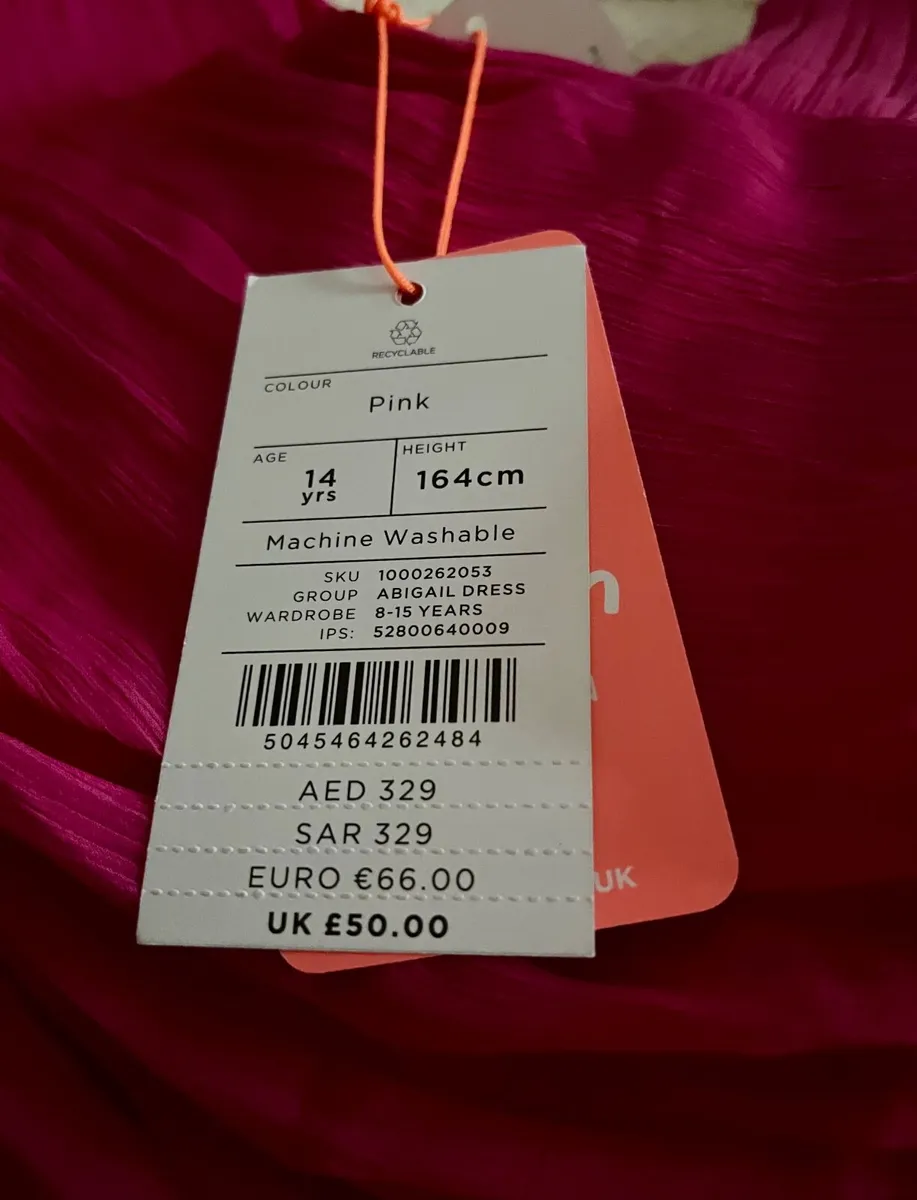 RECYCLABLE
COLOUR
Pink
AGE
14
yrs
HEIGHT
164cm
Machine Washable
SKU 1000262053
GROUP ABIGAIL DRESS
WARDROBE 8-15 YEARS
IPS: 52800640009
5045464262484
AED 329
SAR 329
EURO €66.00
UK £50.00
UK